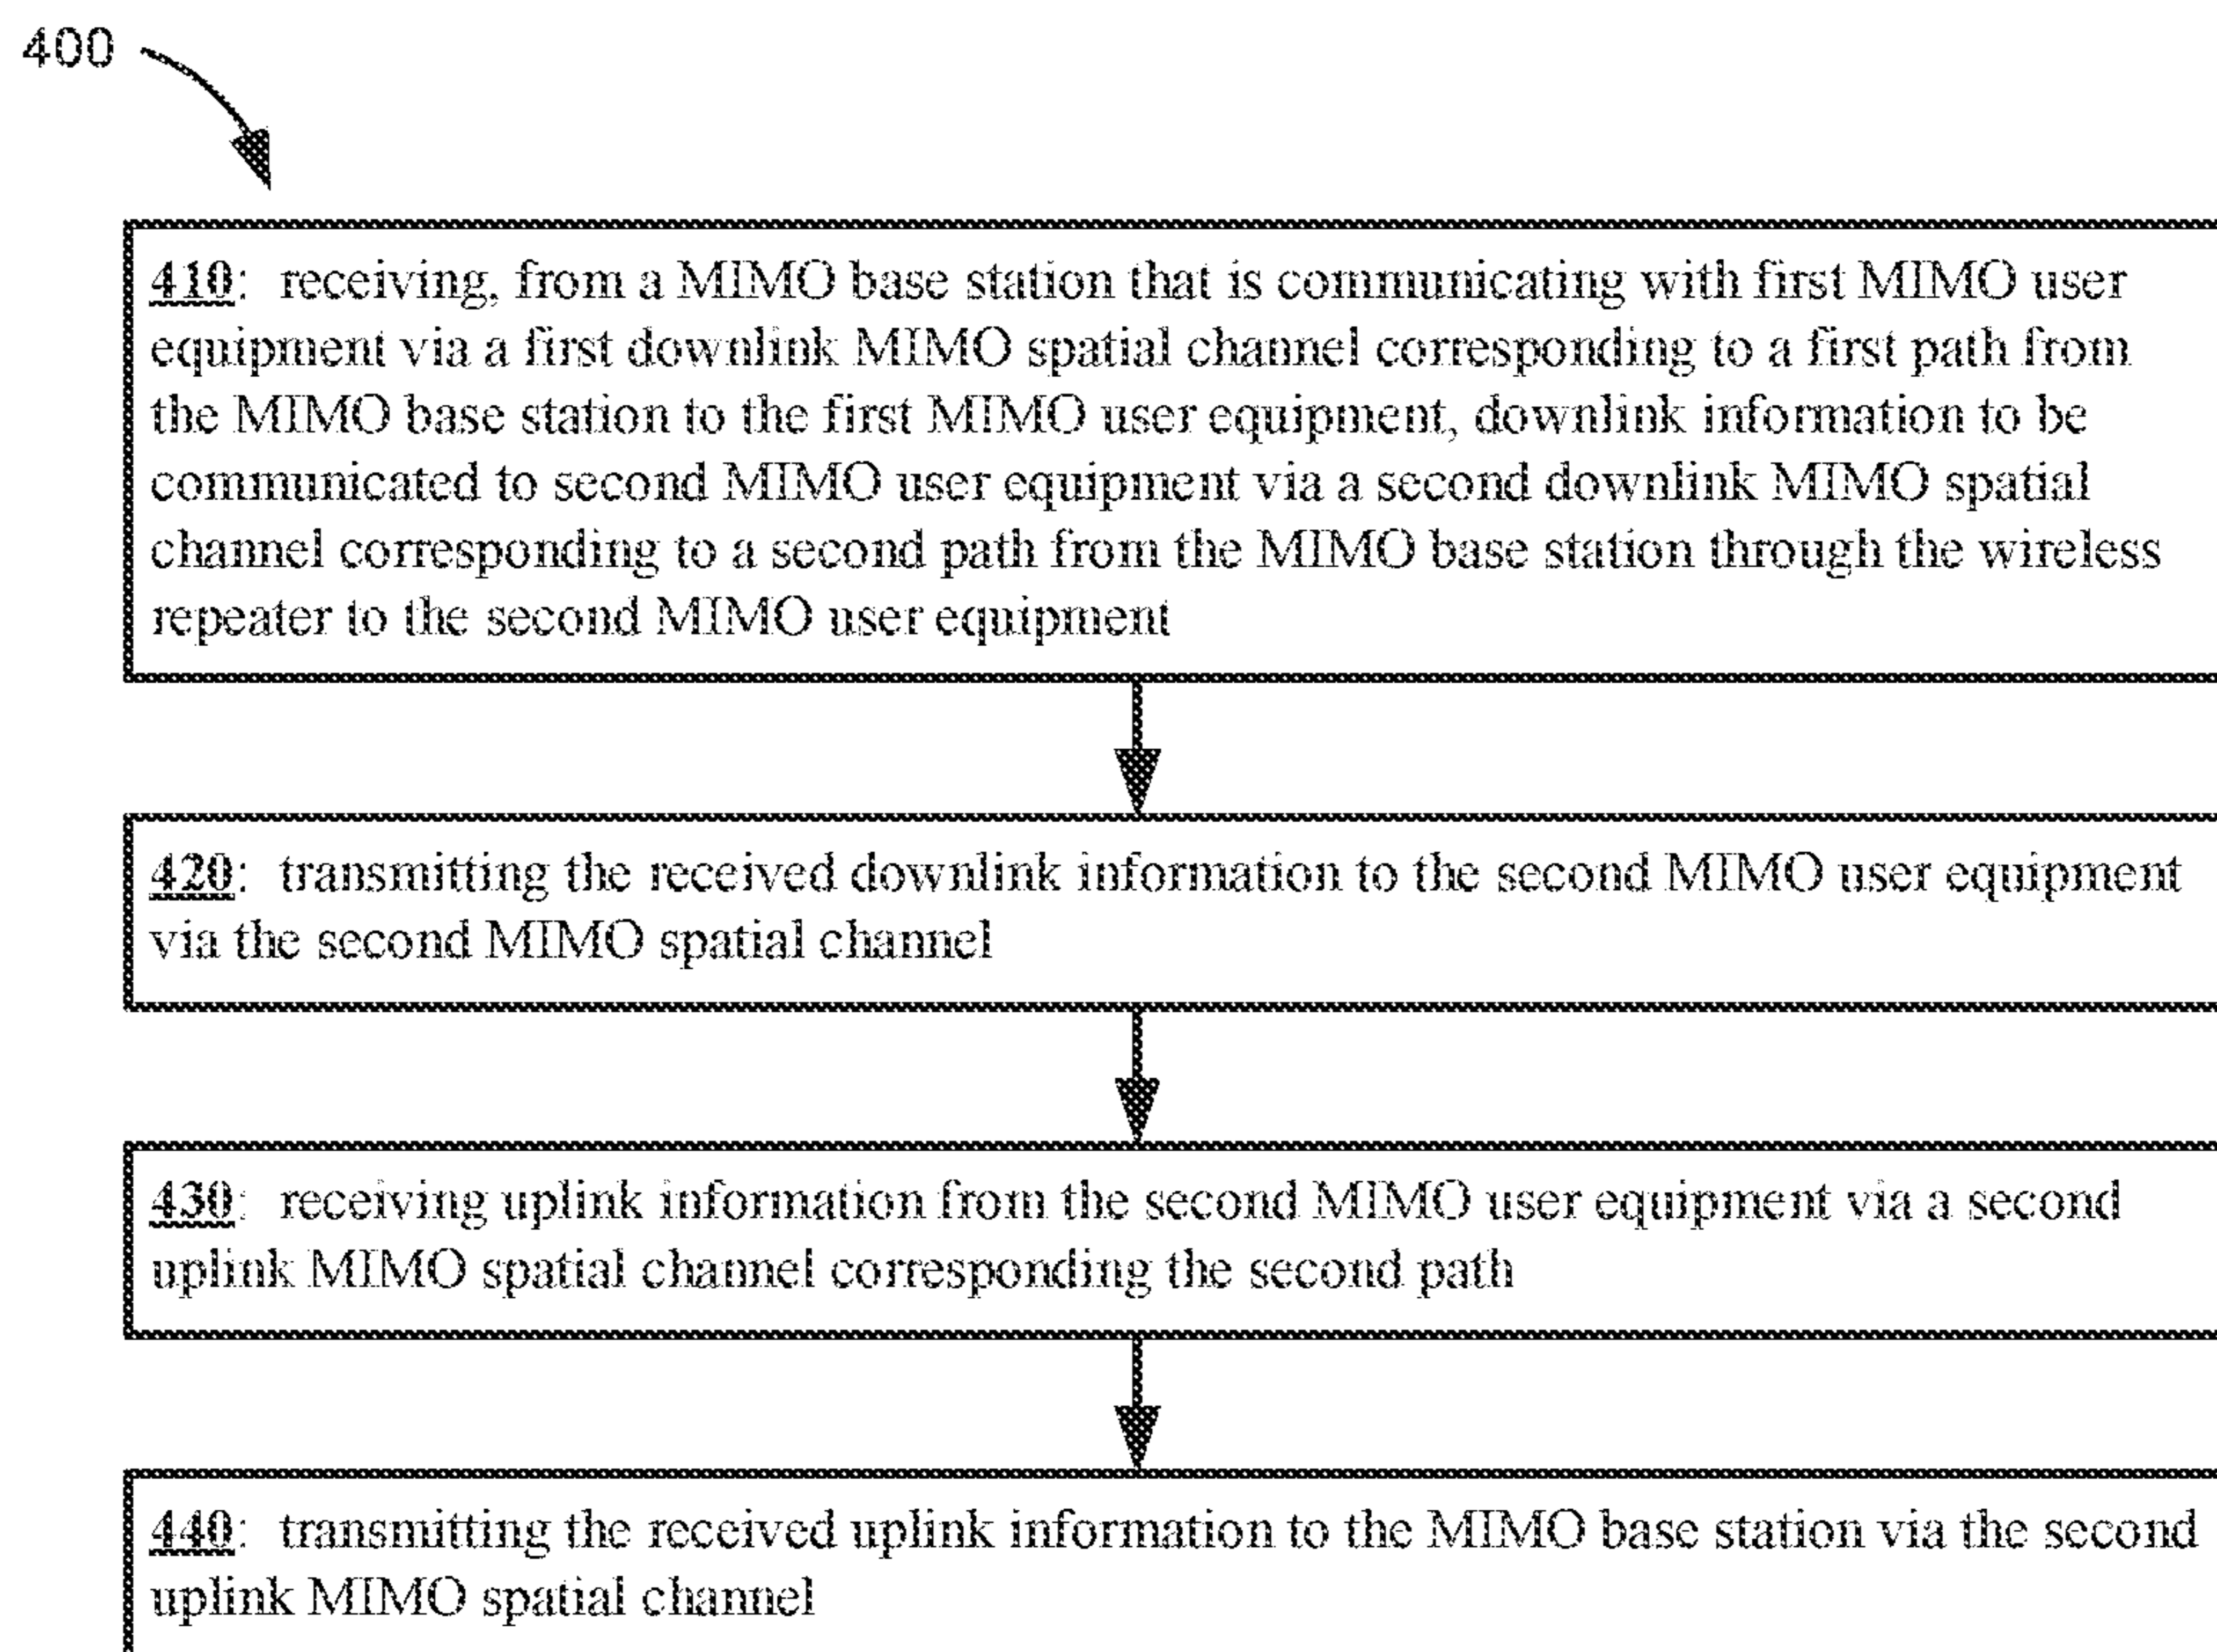 400
410: receiving, from a MIMO base station that is communicating with first MIMO user
equipment via a first downlink MIMO spatial channel corresponding to a first path from
the MIMO base station to the first MIMO user equipment, downlink information to be
communicated to second MIMO user equipment via a second downlink MIMO spatial
channel corresponding to a second path from the MIMO base station through the wireless
repeater to the second MIMO user equipment
420: transmitting the received downlink information to the second MIMO user equipment
via the second MIMO spatial channel
430: receiving uplink information from the second MIMO user equipment via a second
uplink MIMO spatial channel corresponding the second path
440: transmitting the received uplink information to the MIMO base station via the second
uplink MIMO spatial channel